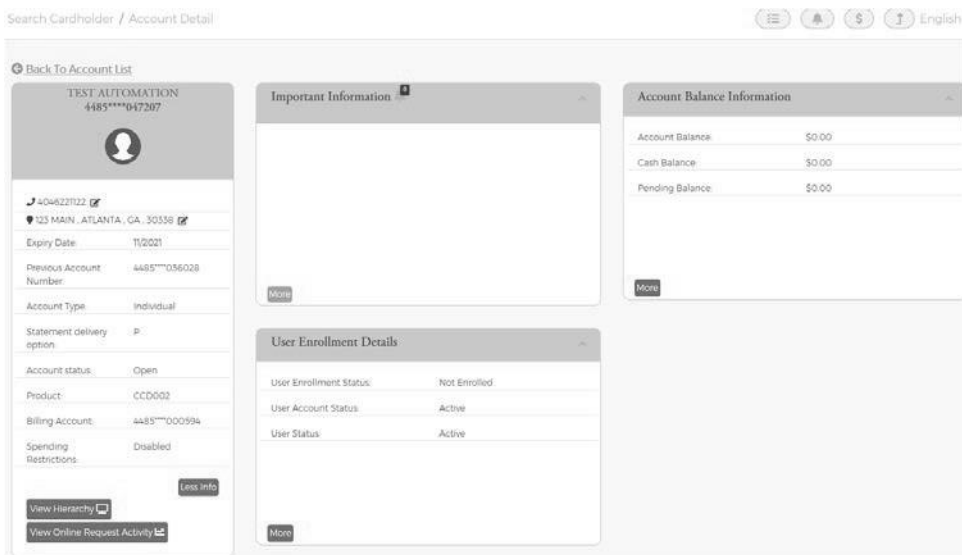 Search Cardholder / Account Detail
English
Back To Account List
TEST AUTOMATION
4485****047207
4046221122
123 MAIN , ATLANTA , GA , 30338
Expiry Date: 11/2021
Previous Account Number: 4485****036028
Account Type: Individual
Statement delivery option: P
Account status: Open
Product: CCD002
Billing Account: 4485****000594
Spending Restrictions: Disabled
Less Info
View Hierarchy
View Online Request Activity
Important Information
More
User Enrollment Details
User Enrollment Status: Not Enrolled
User Account Status: Active
User Status: Active
More
Account Balance Information
Account Balance: $0.00
Cash Balance: $0.00
Pending Balance: $0.00
More